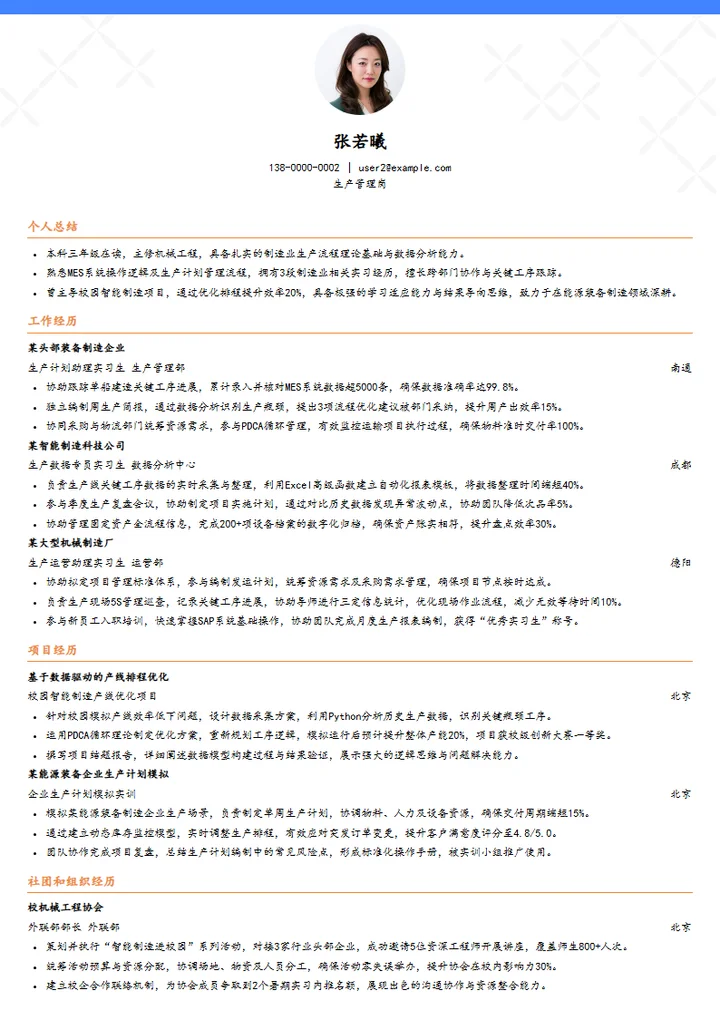 张若曦
138-0000-0002 | user2@example.com
生产管理岗
个人总结
• 本科三年级在读，主修机械工程，具备扎实的制造业生产流程理论基础与数据分析能力。
• 熟悉MES系统操作逻辑及生产计划管理流程，拥有3段制造业相关实习经历，擅长跨部门协作与关键工序跟踪。
• 曾主导校园智能制造项目，通过优化排程提升效率20%，具备极强的学习适应能力与结果导向思维，致力于在能源装备制造领域深耕。
工作经历
某头部装备制造企业
生产计划助理实习生 生产管理部 南通
• 协助跟踪单船建造关键工序进展，累计录入并核对MES系统数据超5000条，确保数据准确率达99.8%。
• 独立编制周生产简报，通过数据分析识别生产瓶颈，提出3项流程优化建议被部门采纳，提升周产出效率15%。
• 协同采购与物流部门统筹资源需求，参与PDCA循环管理，有效监控运输项目执行过程，确保物料准时交付率100%。
某智能制造科技公司
生产数据专员实习生 数据分析中心 成都
• 负责生产线关键工序数据的实时采集与整理，利用Excel高级函数建立自动化报表模板，将数据整理时间缩短40%。
• 参与季度生产复盘会议，协助制定项目实施计划，通过对比历史数据发现异常波动点，协助团队降低次品率5%。
• 协助管理固定资产全流程信息，完成200+项设备档案的数字化归档，确保资产账实相符，提升盘点效率30%。
某大型机械制造厂
生产运营助理实习生 运营部 德阳
• 协助拟定项目管理标准体系，参与编制发运计划，统筹资源需求及采购需求管理，确保项目节点按时达成。
• 负责生产现场5S管理巡查，记录关键工序进展，协助导师进行三定信息统计，优化现场作业流程，减少无效等待时间10%。
• 参与新员工入职培训，快速掌握SAP系统基础操作，协助团队完成月度生产报表编制，获得“优秀实习生”称号。
项目经历
基于数据驱动的产线排程优化
校园智能制造产线优化项目 北京
• 针对校园模拟产线效率低下问题，设计数据采集方案，利用Python分析历史生产数据，识别关键瓶颈工序。
• 运用PDCA循环理论制定优化方案，重新规划工序逻辑，模拟运行后预计提升整体产能20%，项目获校级创新大赛一等奖。
• 撰写项目结题报告，详细阐述数据模型构建过程与结果验证，展示强大的逻辑思维与问题解决能力。
某能源装备企业生产计划模拟
企业生产计划模拟实训 北京
• 模拟某能源装备制造企业生产场景，负责制定单周生产计划，协调物料、人力及设备资源，确保交付周期缩短15%。
• 通过建立动态库存监控模型，实时调整生产排程，有效应对突发订单变更，提升客户满意度评分至4.8/5.0。
• 团队协作完成项目复盘，总结生产计划编制中的常见风险点，形成标准化操作手册，被实训小组推广使用。
社团和组织经历
校机械工程协会
外联部部长 外联部 北京
• 策划并执行“智能制造进校园”系列活动，对接3家行业头部企业，成功邀请5位资深工程师开展讲座，覆盖师生800+人次。
• 统筹活动预算与资源分配，协调场地、物资及人员分工，确保活动零失误举办，提升协会在校内影响力30%。
• 建立校企合作联络机制，为协会成员争取到2个暑期实习内推名额，展现出色的沟通协作与资源整合能力。